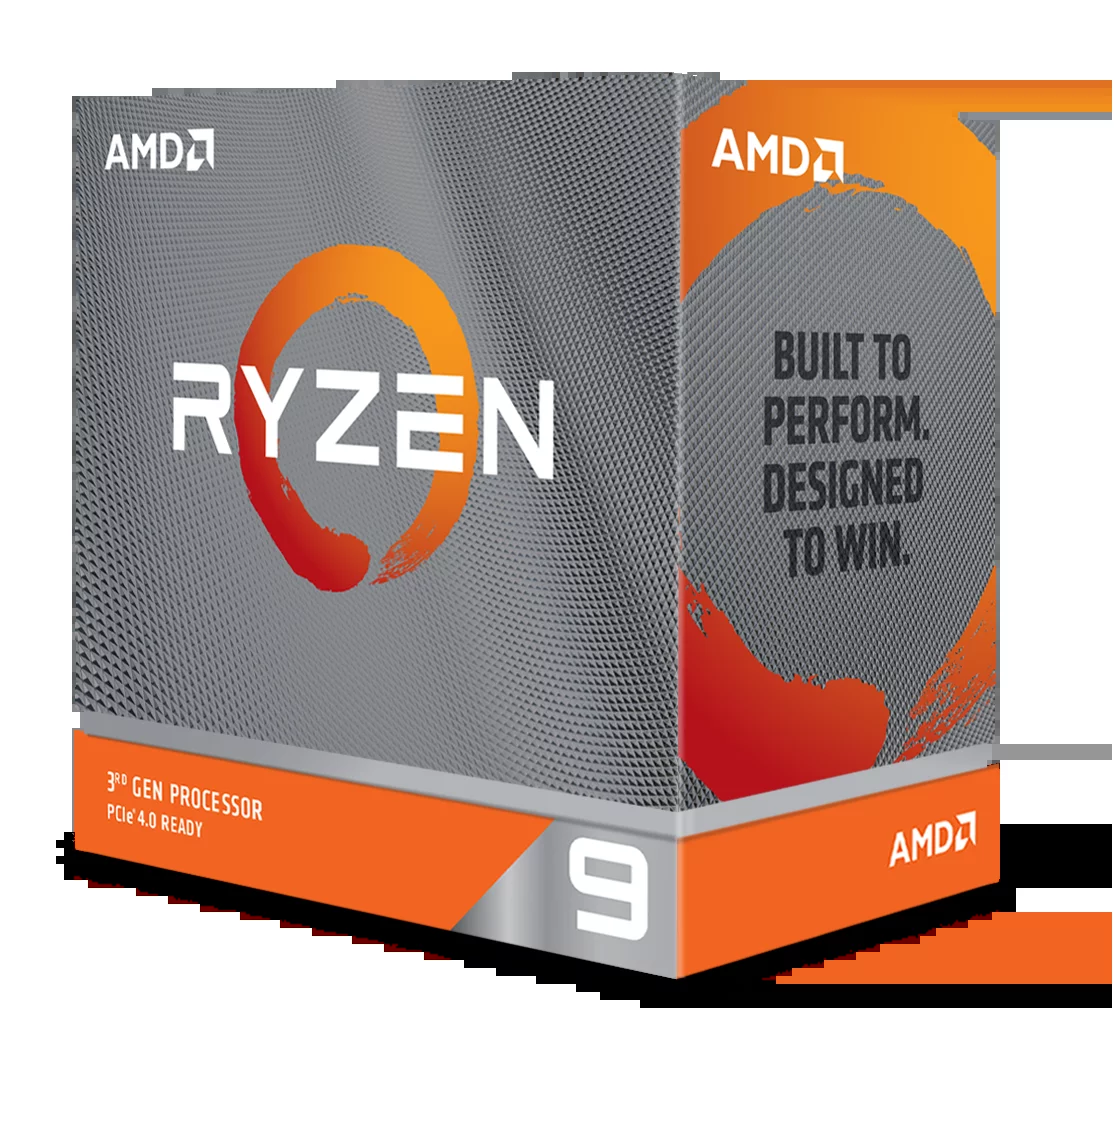 AMD
RYZEN
3RD GEN PROCESSOR
PCIe® 4.0 READY
9
AMD
BUILT TO
PERFORM.
DESIGNED
TO WIN.
AMD